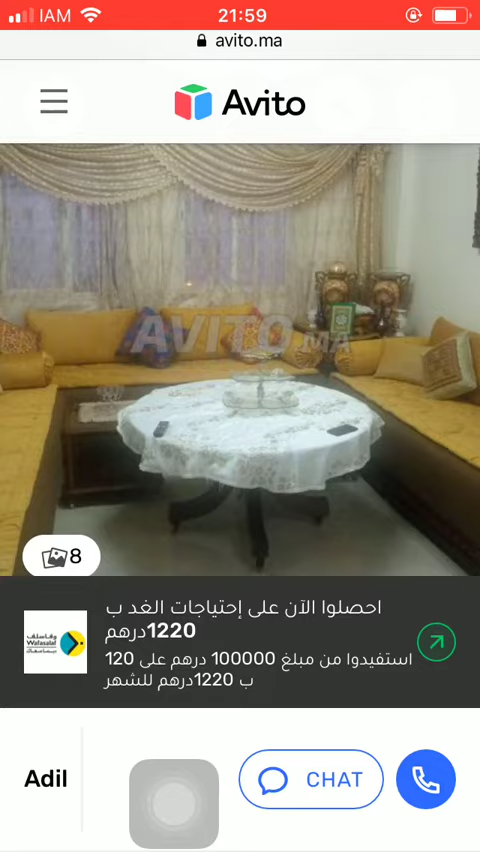 IAM
21:59
avito.ma
Avito
AVITO.MA
8
وفاسلف
Wafasalaf
احصلوا الآن على إحتياجات الغد ب
1220درهم
استفيدوا من مبلغ 100000 درهم على 120
ب 1220درهم للشهر
Adil
CHAT